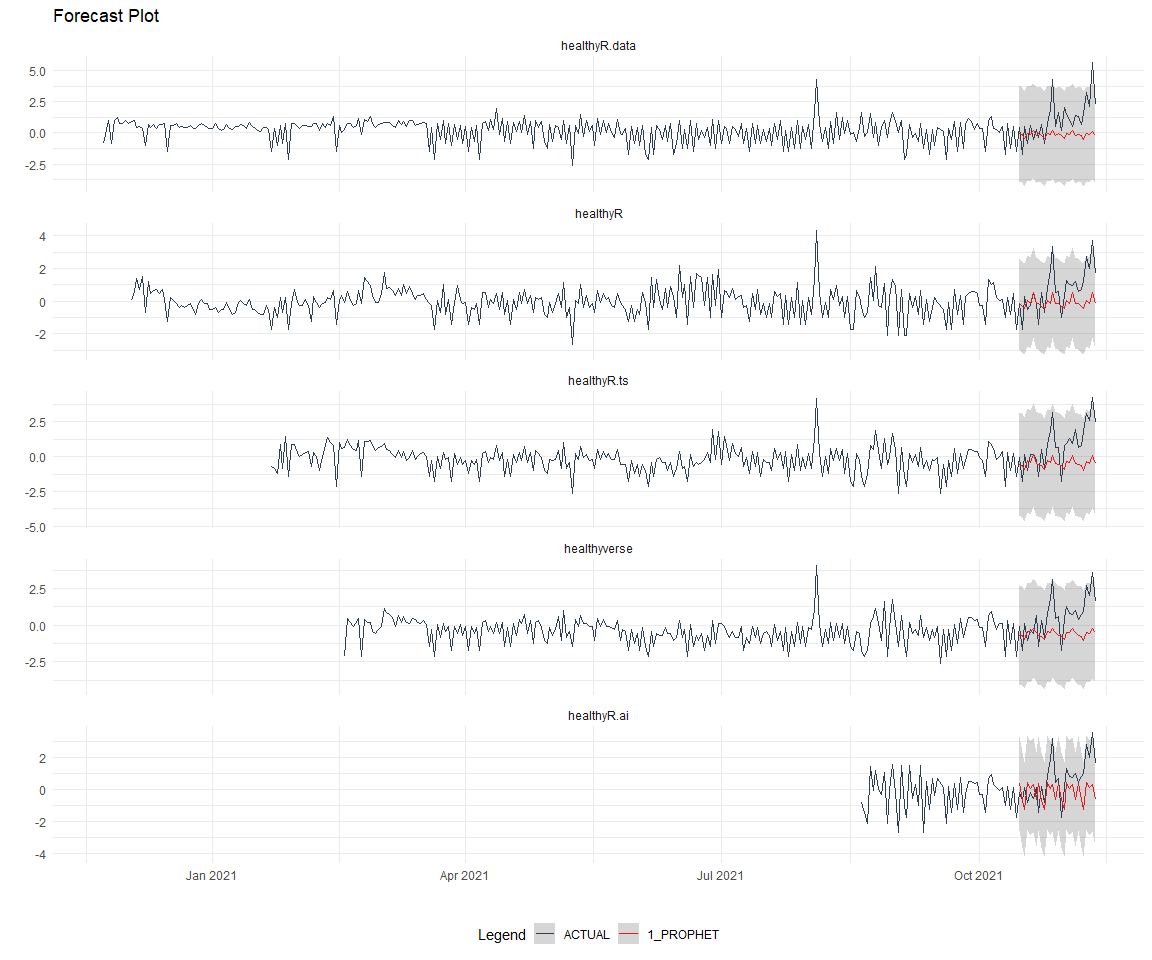 Forecast Plot
healthyR.data
5.0
2.5
0.0
-2.5
healthyR
4
2
0
-2
healthyR.ts
2.5
0.0
-2.5
-5.0
healthyverse
2.5
0.0
-2.5
healthyR.ai
2
0
-2
-4
Jan 2021 Apr 2021 Jul 2021 Oct 2021
Legend ACTUAL 1_PROPHET